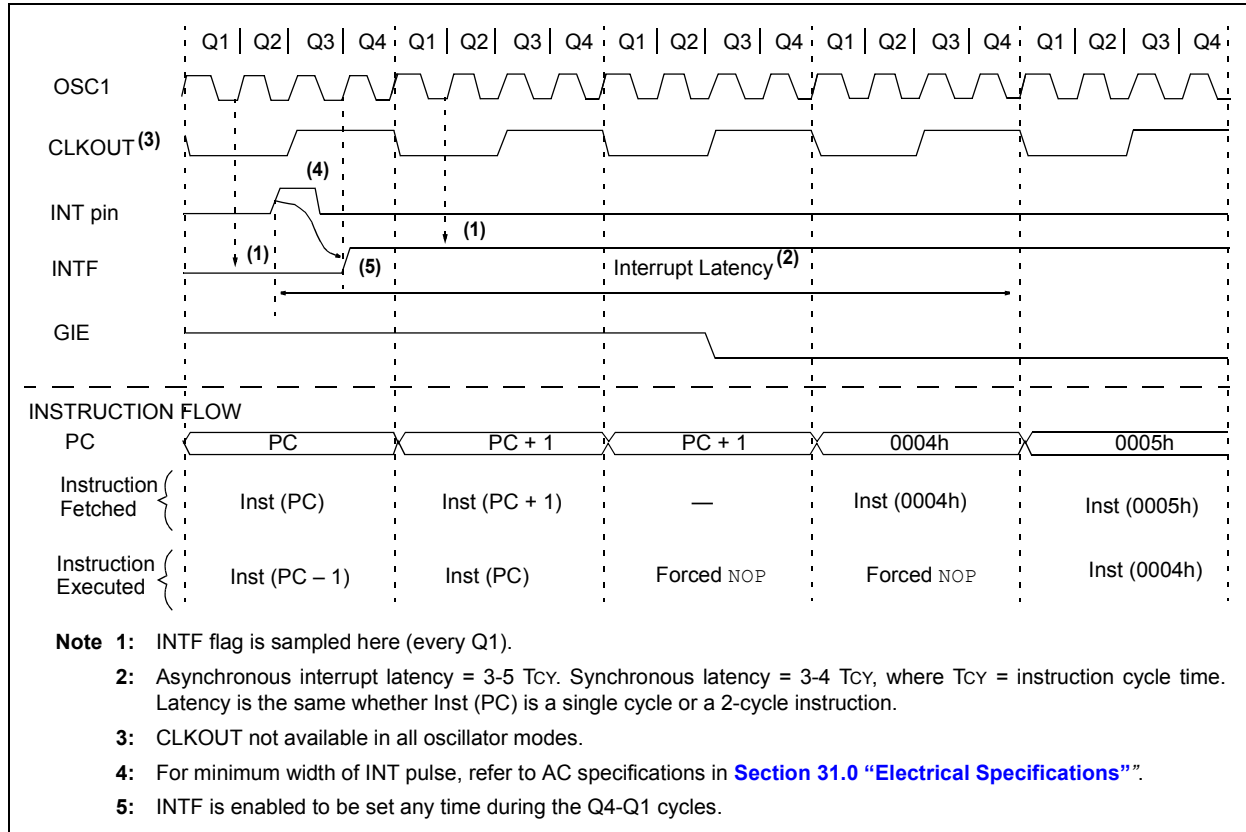 Q1 Q2 Q3 Q4 Q1 Q2 Q3 Q4 Q1 Q2 Q3 Q4 Q1 Q2 Q3 Q4 Q1 Q2 Q3 Q4
OSC1
CLKOUT (3)
(4)
INT pin
(1)
(1)
INTF
(5)
Interrupt Latency (2)
GIE
INSTRUCTION FLOW
PC PC PC + 1 PC + 1 0004h 0005h
Instruction
Fetched
Inst (PC) Inst (PC + 1) — Inst (0004h) Inst (0005h)
Instruction
Executed
Inst (PC – 1) Inst (PC) Forced NOP Forced NOP Inst (0004h)
Note 1: INTF flag is sampled here (every Q1).
2: Asynchronous interrupt latency = 3-5 TCY. Synchronous latency = 3-4 TCY, where TCY = instruction cycle time.
Latency is the same whether Inst (PC) is a single cycle or a 2-cycle instruction.
3: CLKOUT not available in all oscillator modes.
4: For minimum width of INT pulse, refer to AC specifications in Section 31.0 “Electrical Specifications””.
5: INTF is enabled to be set any time during the Q4-Q1 cycles.